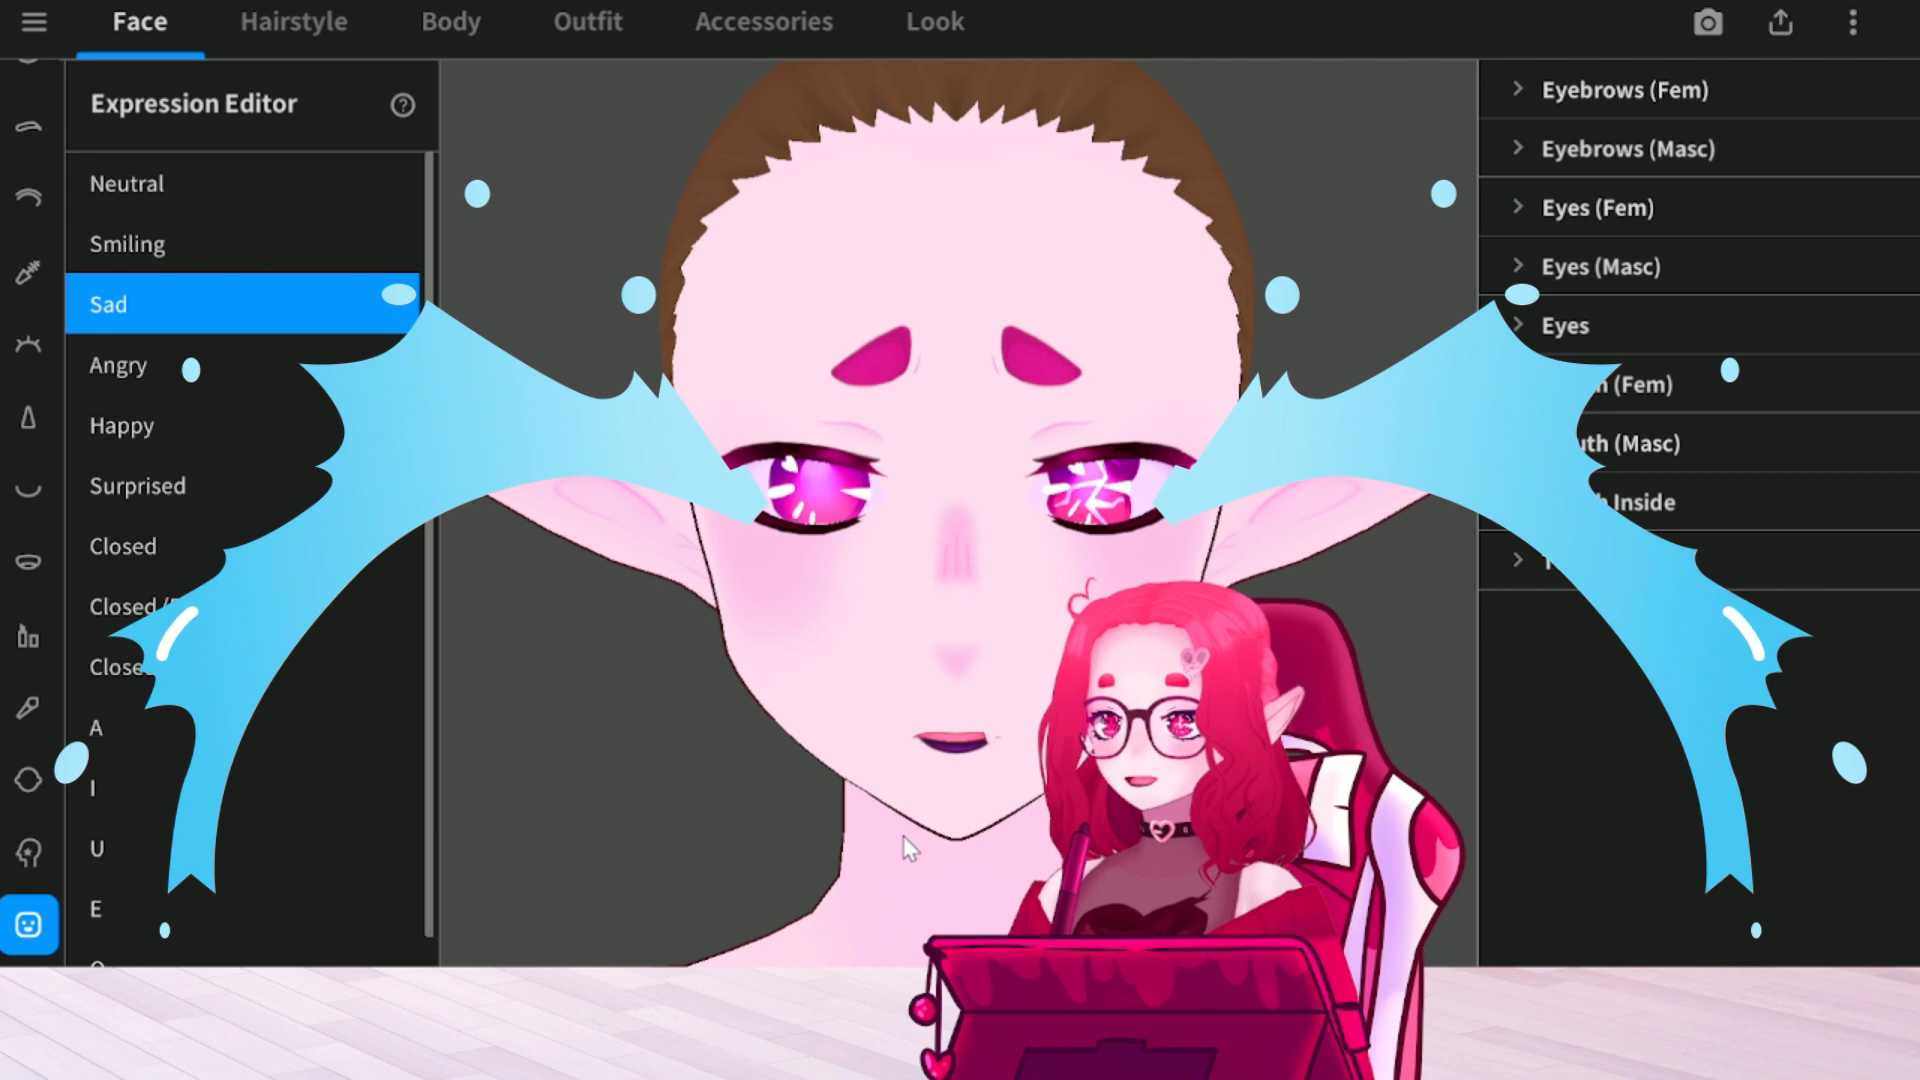 Face
Hairstyle
Body
Outfit
Accessories
Look
Expression Editor
Neutral
Smiling
Sad
Angry
Happy
Surprised
Closed
Closed
A
I
U
E
Eyebrows (Fem)
Eyebrows (Masc)
Eyes (Fem)
Eyes (Masc)
Eyes
(Fem)
(Masc)
Inside